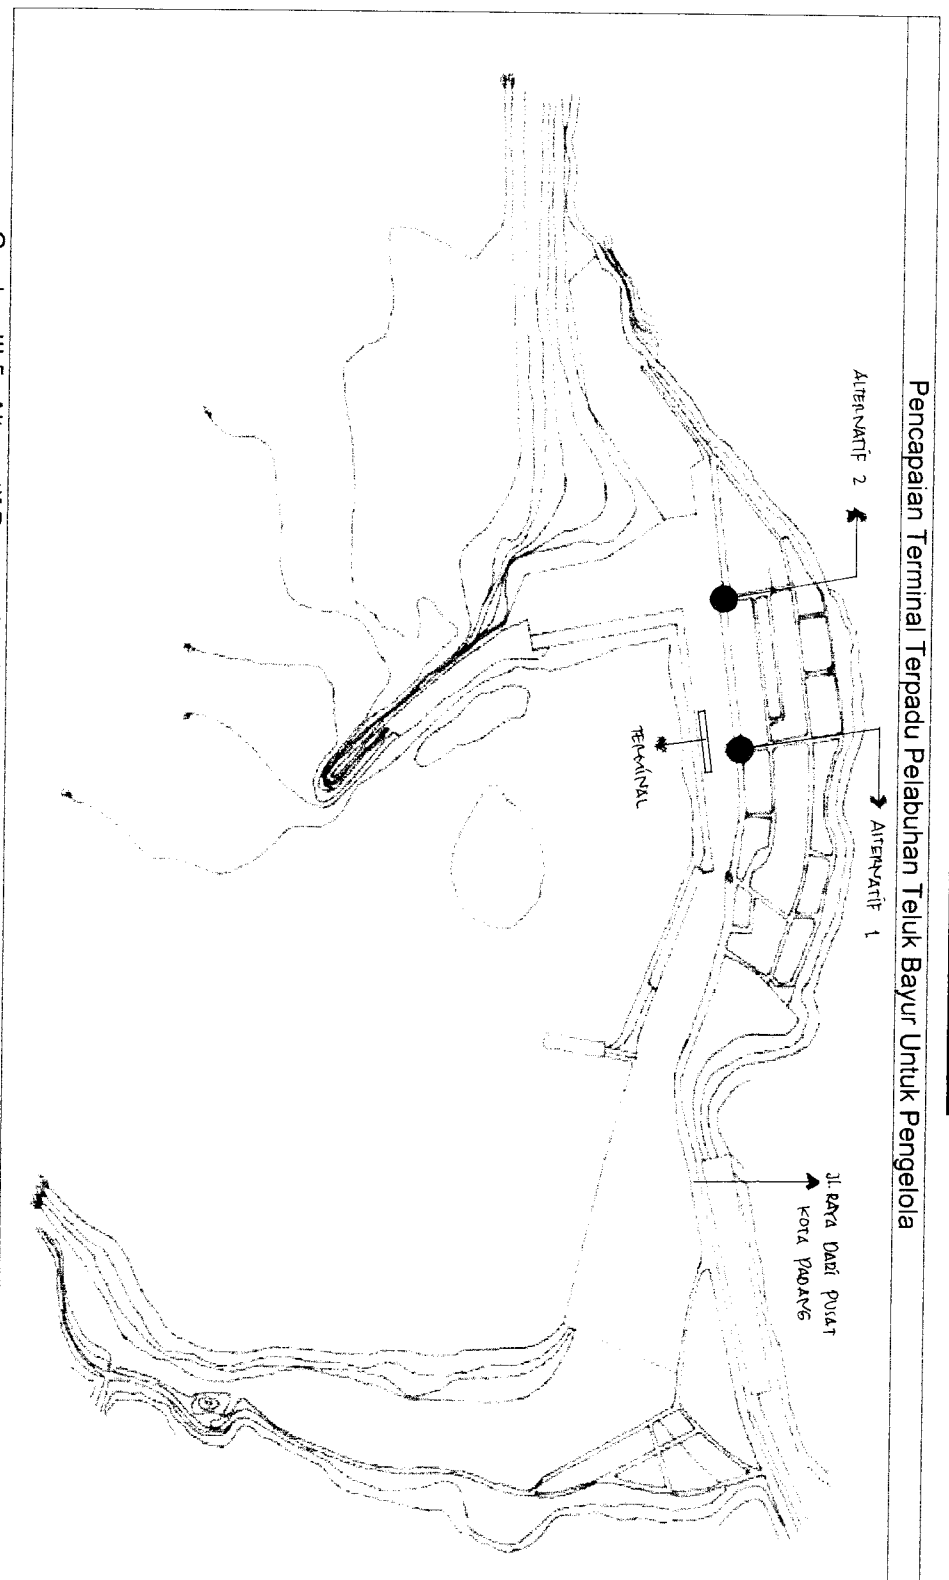 Pencapaian Terminal Terpadu Pelabuhan Teluk Bayur Untuk Pengelola
ALTERNATIF 2
ALTERNATIF 1
TERMINAL
Jl. RAYA DARI PUSAT
KOTA PADANG